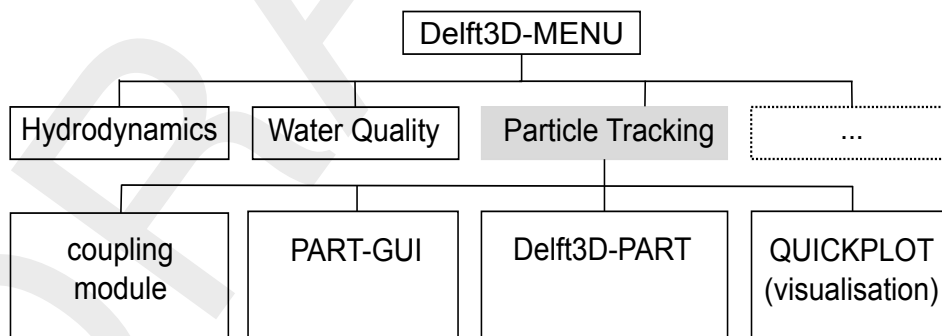 Delft3D-MENU
Hydrodynamics
Water Quality
Particle Tracking
...
coupling
module
PART-GUI
Delft3D-PART
QUICKPLOT
(visualisation)